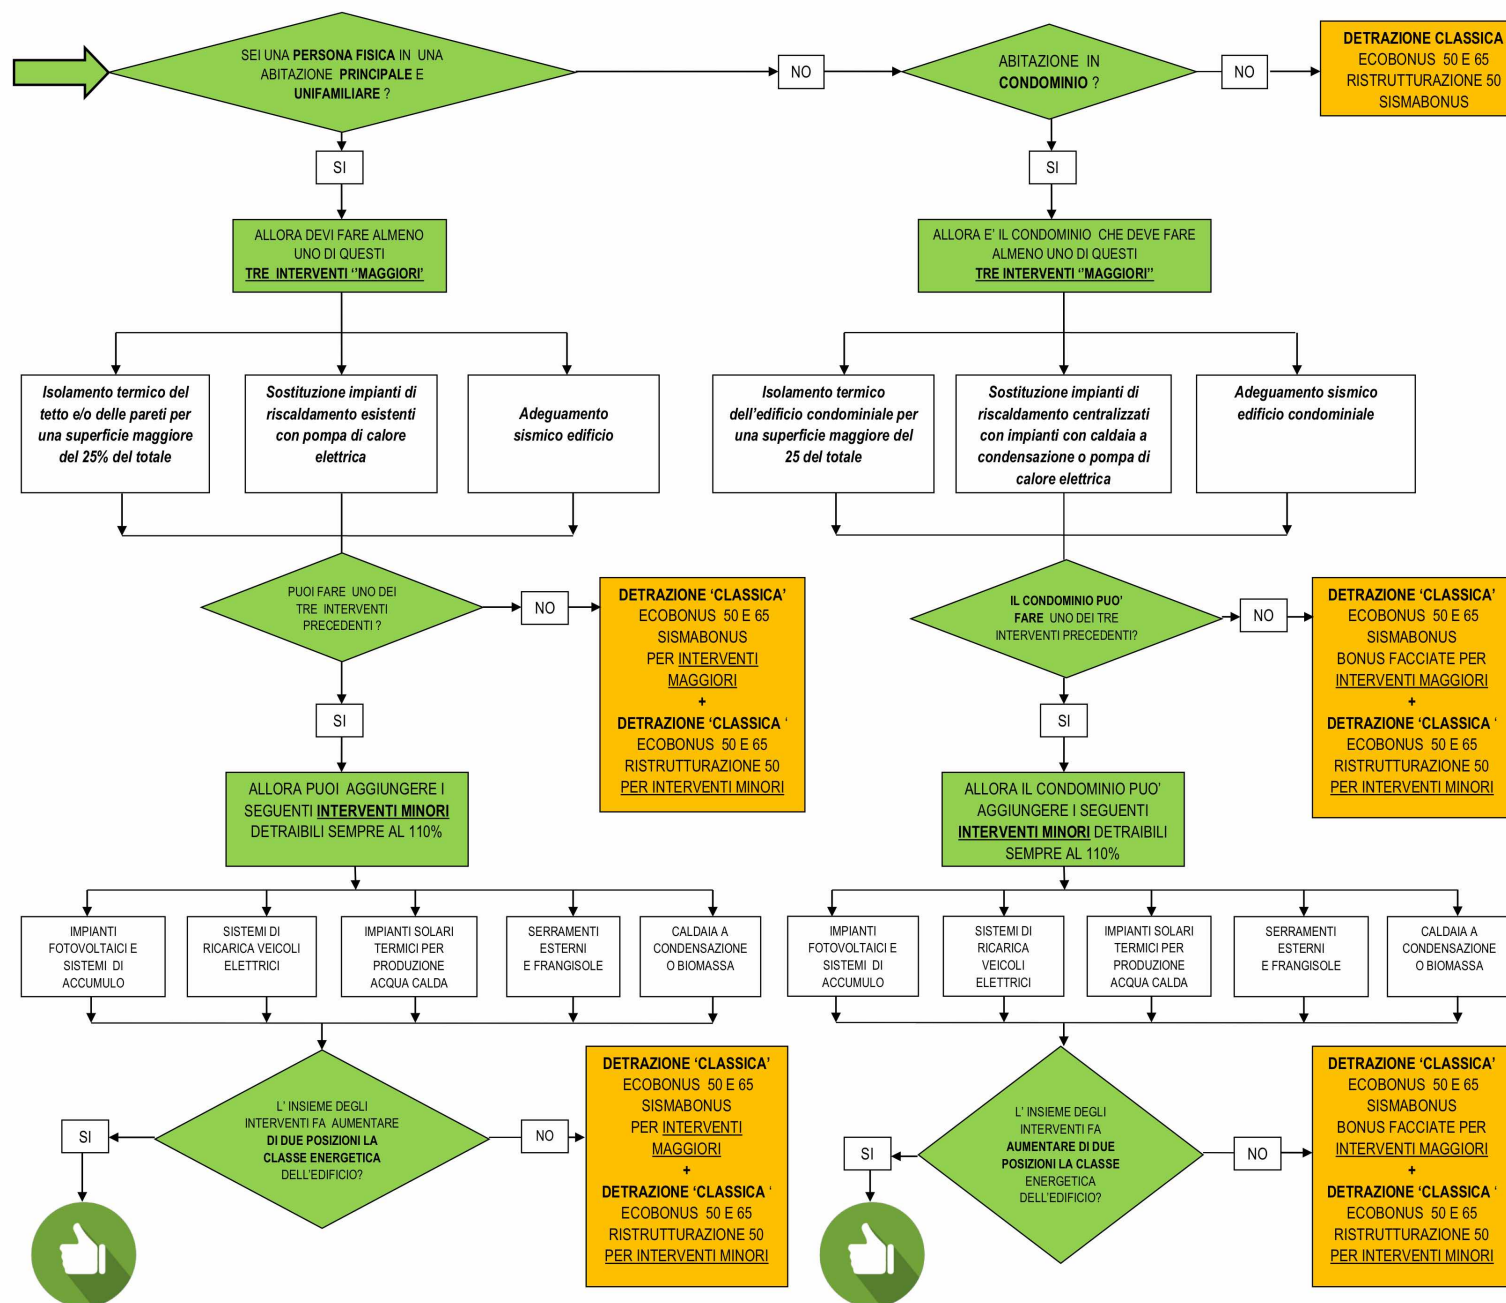 SEI UNA PERSONA FISICA IN UNA
ABITAZIONE PRINCIPALE E
UNIFAMILIARE ?
NO
ABITAZIONE IN
CONDOMINIO ?
NO
DETRAZIONE CLASSICA
ECOBONUS 50 E 65
RISTRUTTURAZIONE 50
SISMABONUS
SI
SI
ALLORA DEVI FARE ALMENO
UNO DI QUESTI
TRE INTERVENTI ‘’MAGGIORI’
ALLORA E’ IL CONDOMINIO CHE DEVE FARE
ALMENO UNO DI QUESTI
TRE INTERVENTI ‘’MAGGIORI’’
Isolamento termico del
tetto e/o delle pareti per
una superficie maggiore
del 25% del totale
Sostituzione impianti di
riscaldamento esistenti
con pompa di calore
elettrica
Adeguamento
sismico edificio
Isolamento termico
dell’edificio condominiale per
una superficie maggiore del
25 del totale
Sostituzione impianti di
riscaldamento centralizzati
con impianti con caldaia a
condensazione o pompa di
calore elettrica
Adeguamento sismico
edificio condominiale
PUOI FARE UNO DEI
TRE INTERVENTI
PRECEDENTI ?
NO
DETRAZIONE ‘CLASSICA’
ECOBONUS 50 E 65
SISMABONUS
PER INTERVENTI
MAGGIORI
+
DETRAZIONE ‘CLASSICA ‘
ECOBONUS 50 E 65
RISTRUTTURAZIONE 50
PER INTERVENTI MINORI
IL CONDOMINIO PUO’
FARE UNO DEI TRE
INTERVENTI PRECEDENTI?
NO
DETRAZIONE ‘CLASSICA’
ECOBONUS 50 E 65
SISMABONUS
BONUS FACCIATE PER
INTERVENTI MAGGIORI
+
DETRAZIONE ‘CLASSICA ‘
ECOBONUS 50 E 65
RISTRUTTURAZIONE 50
PER INTERVENTI MINORI
SI
SI
ALLORA PUOI AGGIUNGERE I
SEGUENTI INTERVENTI MINORI
DETRAIBILI SEMPRE AL 110%
ALLORA IL CONDOMINIO PUO’
AGGIUNGERE I SEGUENTI
INTERVENTI MINORI DETRAIBILI
SEMPRE AL 110%
IMPIANTI
FOTOVOLTAICI E
SISTEMI DI
ACCUMULO
SISTEMI DI
RICARICA VEICOLI
ELETTRICI
IMPIANTI SOLARI
TERMICI PER
PRODUZIONE
ACQUA CALDA
SERRAMENTI
ESTERNI
E FRANGISOLE
CALDAIA A
CONDENSAZIONE
O BIOMASSA
IMPIANTI
FOTOVOLTAICI E
SISTEMI DI
ACCUMULO
SISTEMI DI
RICARICA
VEICOLI
ELETTRICI
IMPIANTI SOLARI
TERMICI PER
PRODUZIONE
ACQUA CALDA
SERRAMENTI
ESTERNI
E FRANGISOLE
CALDAIA A
CONDENSAZIONE
O BIOMASSA
L’ INSIEME DEGLI
INTERVENTI FA AUMENTARE
DI DUE POSIZIONI LA
CLASSE ENERGETICA
DELL’EDIFICIO?
SI
NO
DETRAZIONE ‘CLASSICA’
ECOBONUS 50 E 65
SISMABONUS
PER INTERVENTI
MAGGIORI
+
DETRAZIONE ‘CLASSICA ‘
ECOBONUS 50 E 65
RISTRUTTURAZIONE 50
PER INTERVENTI MINORI
L’ INSIEME DEGLI
INTERVENTI FA
AUMENTARE DI DUE
POSIZIONI LA CLASSE
ENERGETICA
DELL’EDIFICIO?
SI
NO
DETRAZIONE ‘CLASSICA’
ECOBONUS 50 E 65
SISMABONUS
BONUS FACCIATE PER
INTERVENTI MAGGIORI
+
DETRAZIONE ‘CLASSICA ‘
ECOBONUS 50 E 65
RISTRUTTURAZIONE 50
PER INTERVENTI MINORI